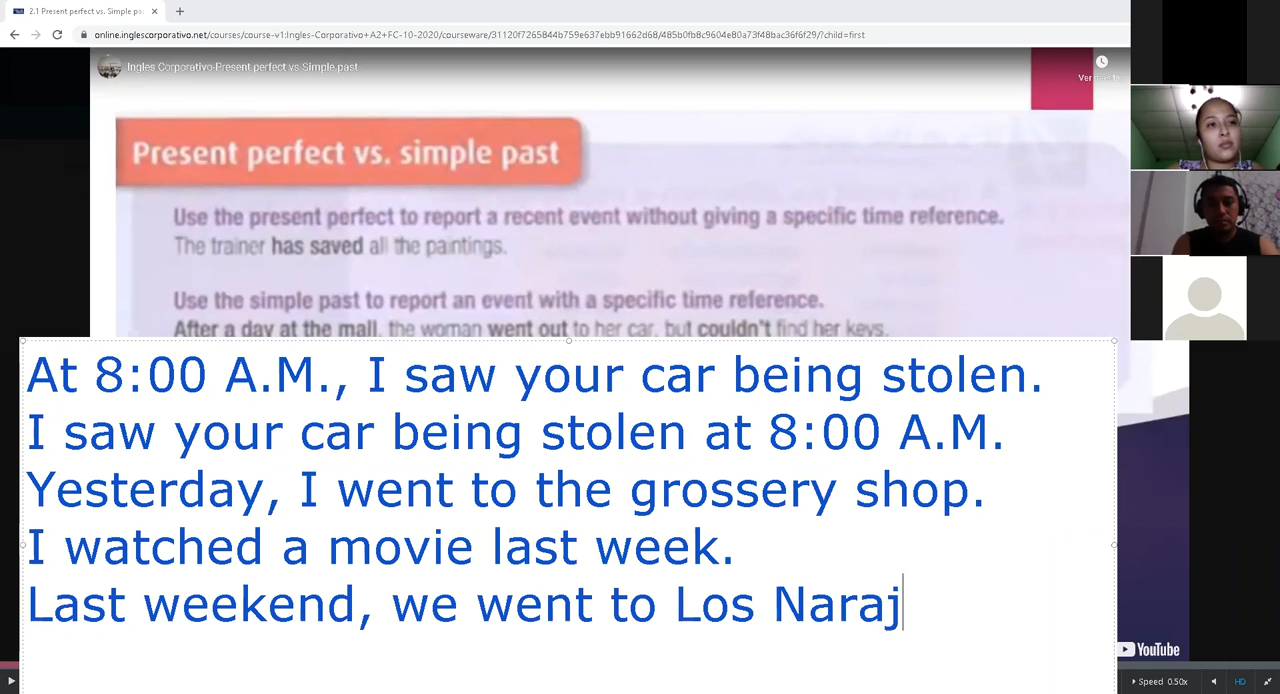 2.1 Present perfect vs. Simple pa
online.inglescorporativo.net/courses/course-v1:Ingles-Corporativo+A2+FC-10-2020/courseware/31120f7265844b759e637ebb91662d68/485b0fb8c9604e80a73f48bac36f6f29/?child=first
Ingles Corporativo-Present perfect vs Simple past
Ver más ta
Present perfect vs. simple past
Use the present perfect to report a recent event without giving a specific time reference.
The trainer has saved all the paintings.
Use the simple past to report an event with a specific time reference.
After a day at the mall, the woman went out to her car, but couldn't find her keys.
At 8:00 A.M., I saw your car being stolen.
I saw your car being stolen at 8:00 A.M.
Yesterday, I went to the grossery shop.
I watched a movie last week.
Last weekend, we went to Los Naraj
YouTube
Speed 0.50x
HD